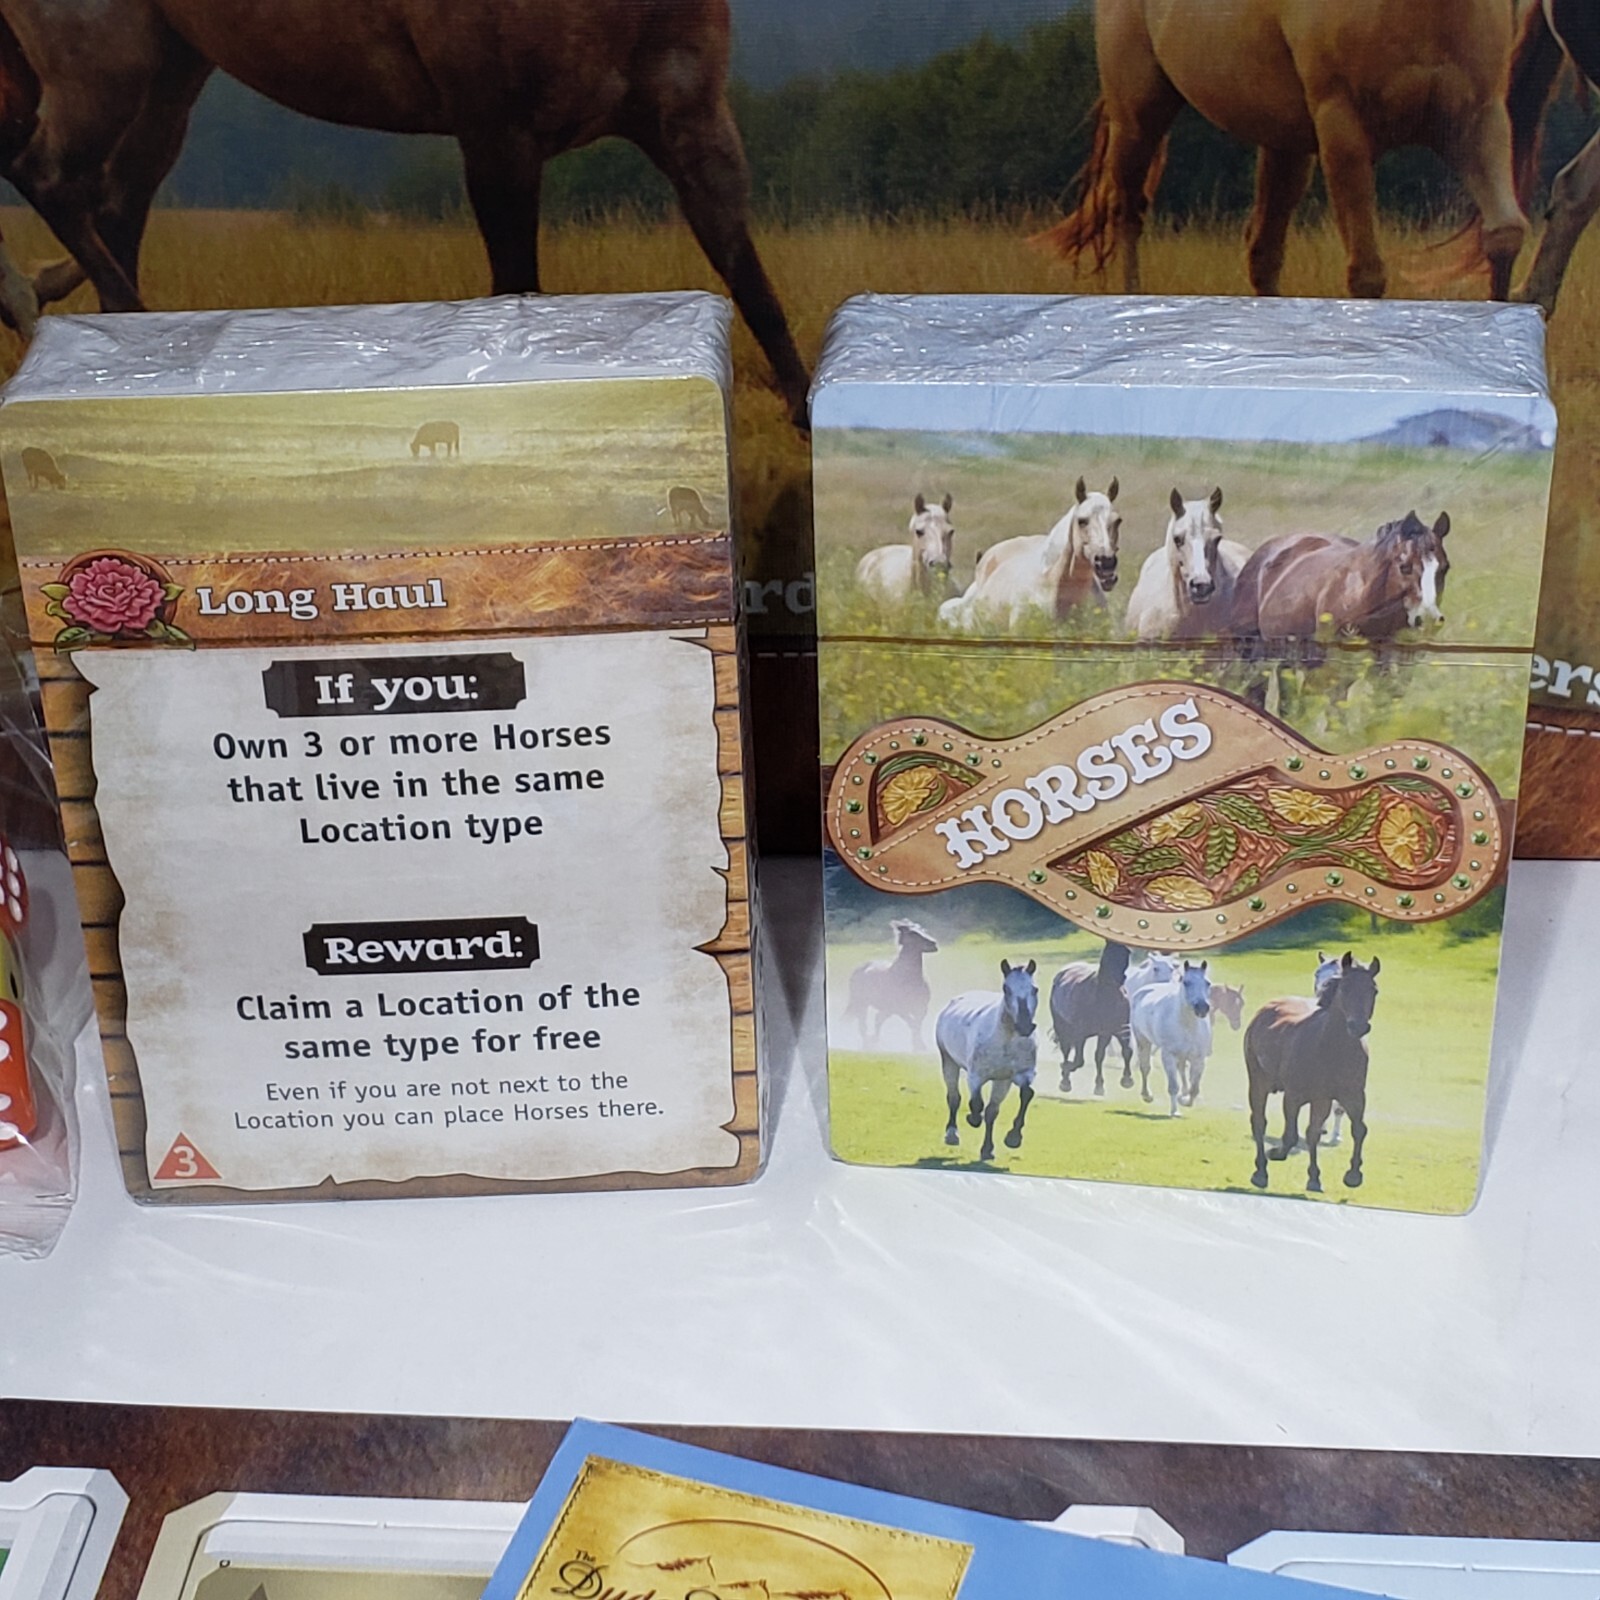 Long Haul
If you:
Own 3 or more Horses
that live in the same
Location type
Reward:
Claim a Location of the
same type for free
Even if you are not next to the
Location you can place Horses there.
3
HORSES
The